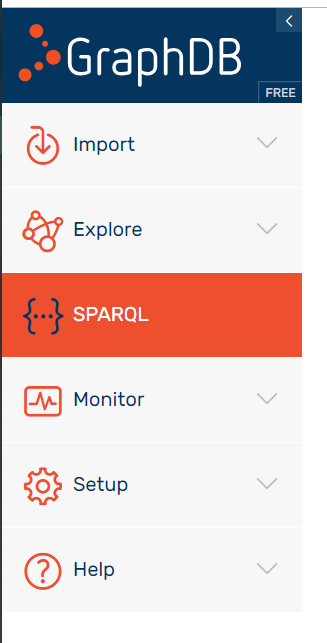 GraphDB
FREE
Import
Explore
SPARQL
Monitor
Setup
Help